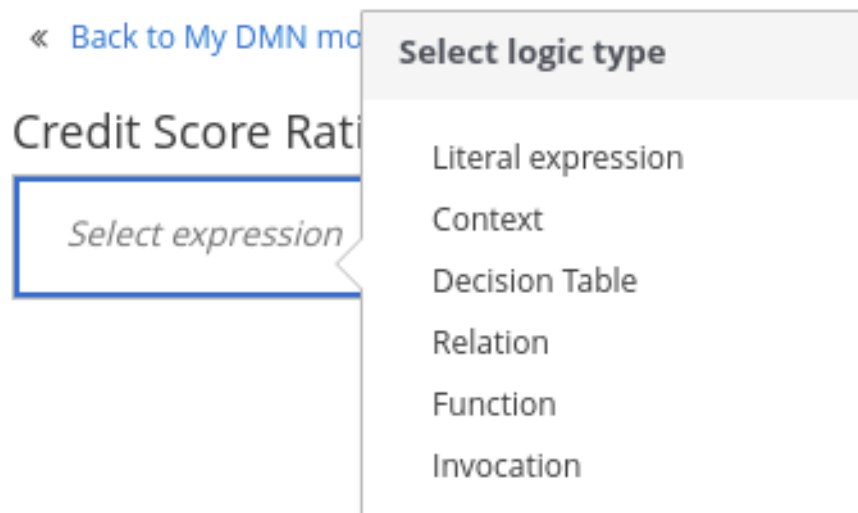 « Back to My DMN mo
Select logic type
Credit Score Rati
Select expression
Literal expression
Context
Decision Table
Relation
Function
Invocation